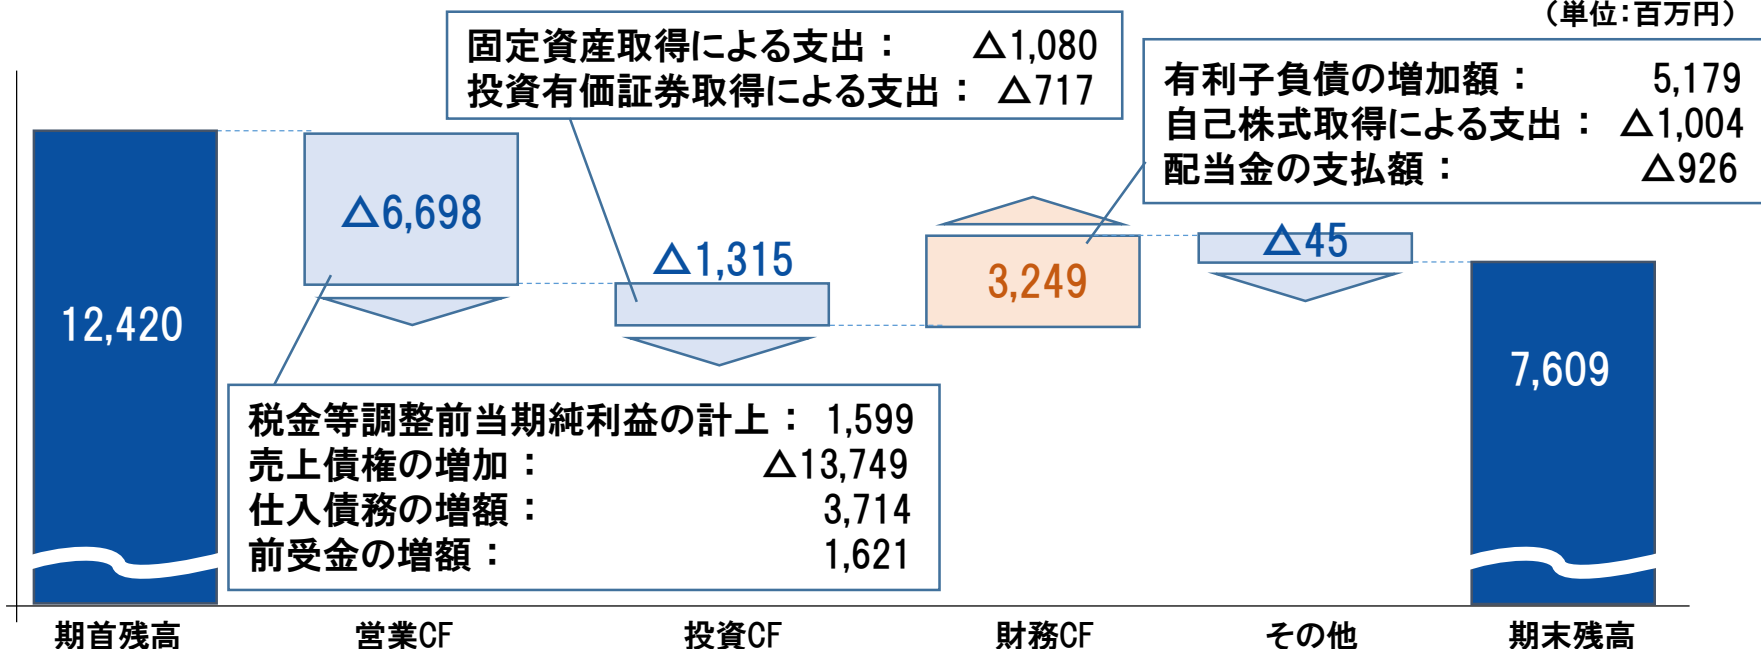 （単位：百万円）
固定資産取得による支出： △1,080
投資有価証券取得による支出： △717
有利子負債の増加額： 5,179
自己株式取得による支出： △1,004
配当金の支払額： △926
△6,698
△1,315
3,249
△45
12,420
7,609
税金等調整前当期純利益の計上： 1,599
売上債権の増加： △13,749
仕入債務の増額： 3,714
前受金の増額： 1,621
期首残高 営業CF 投資CF 財務CF その他 期末残高